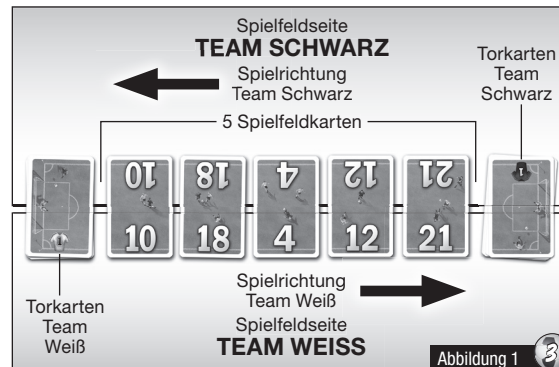 Spielfeldseite
TEAM SCHWARZ
Spielrichtung
Team Schwarz
Torkarten
Team
Schwarz
5 Spielfeldkarten
10 18 4 12 21
10 18 4 12 21
Torkarten
Team
Weiß
Spielrichtung
Team Weiß
Spielfeldseite
TEAM WEISS
Abbildung 1
3